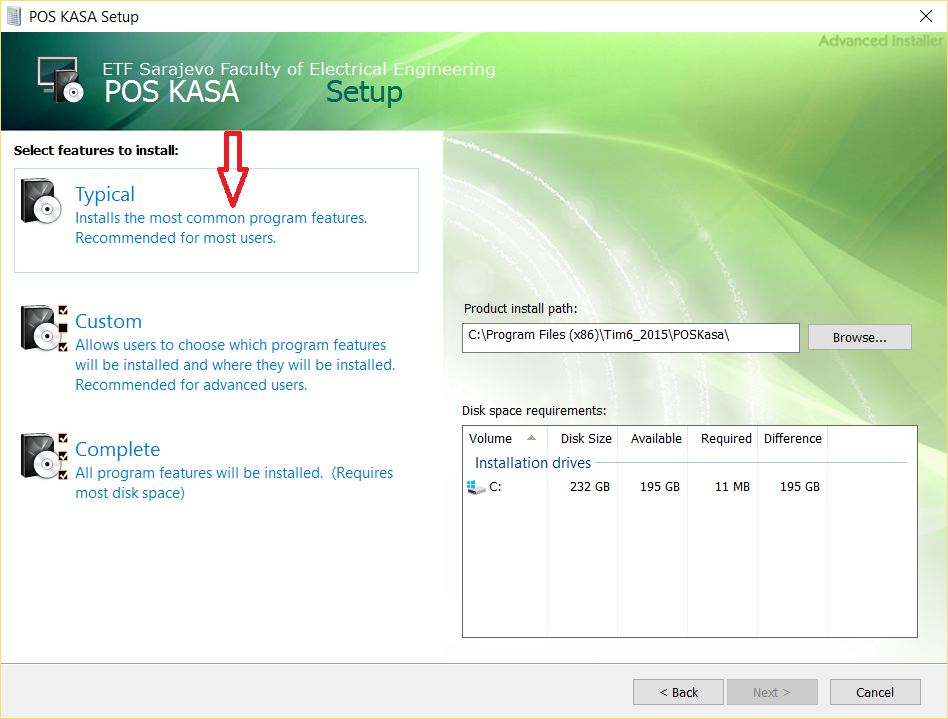 POS KASA Setup
Advanced Installer
ETF Sarajevo Faculty of Electrical Engineering
POS KASA Setup
Select features to install:
Typical
Installs the most common program features.
Recommended for most users.
Custom
Allows users to choose which program features
will be installed and where they will be installed.
Recommended for advanced users.
Complete
All program features will be installed. (Requires
most disk space)
Product install path:
C:\Program Files (x86)\Tim6_2015\POSKasa\ Browse...
Disk space requirements:
Volume Disk Size Available Required Difference
Installation drives
C: 232 GB 195 GB 11 MB 195 GB
< Back Next > Cancel